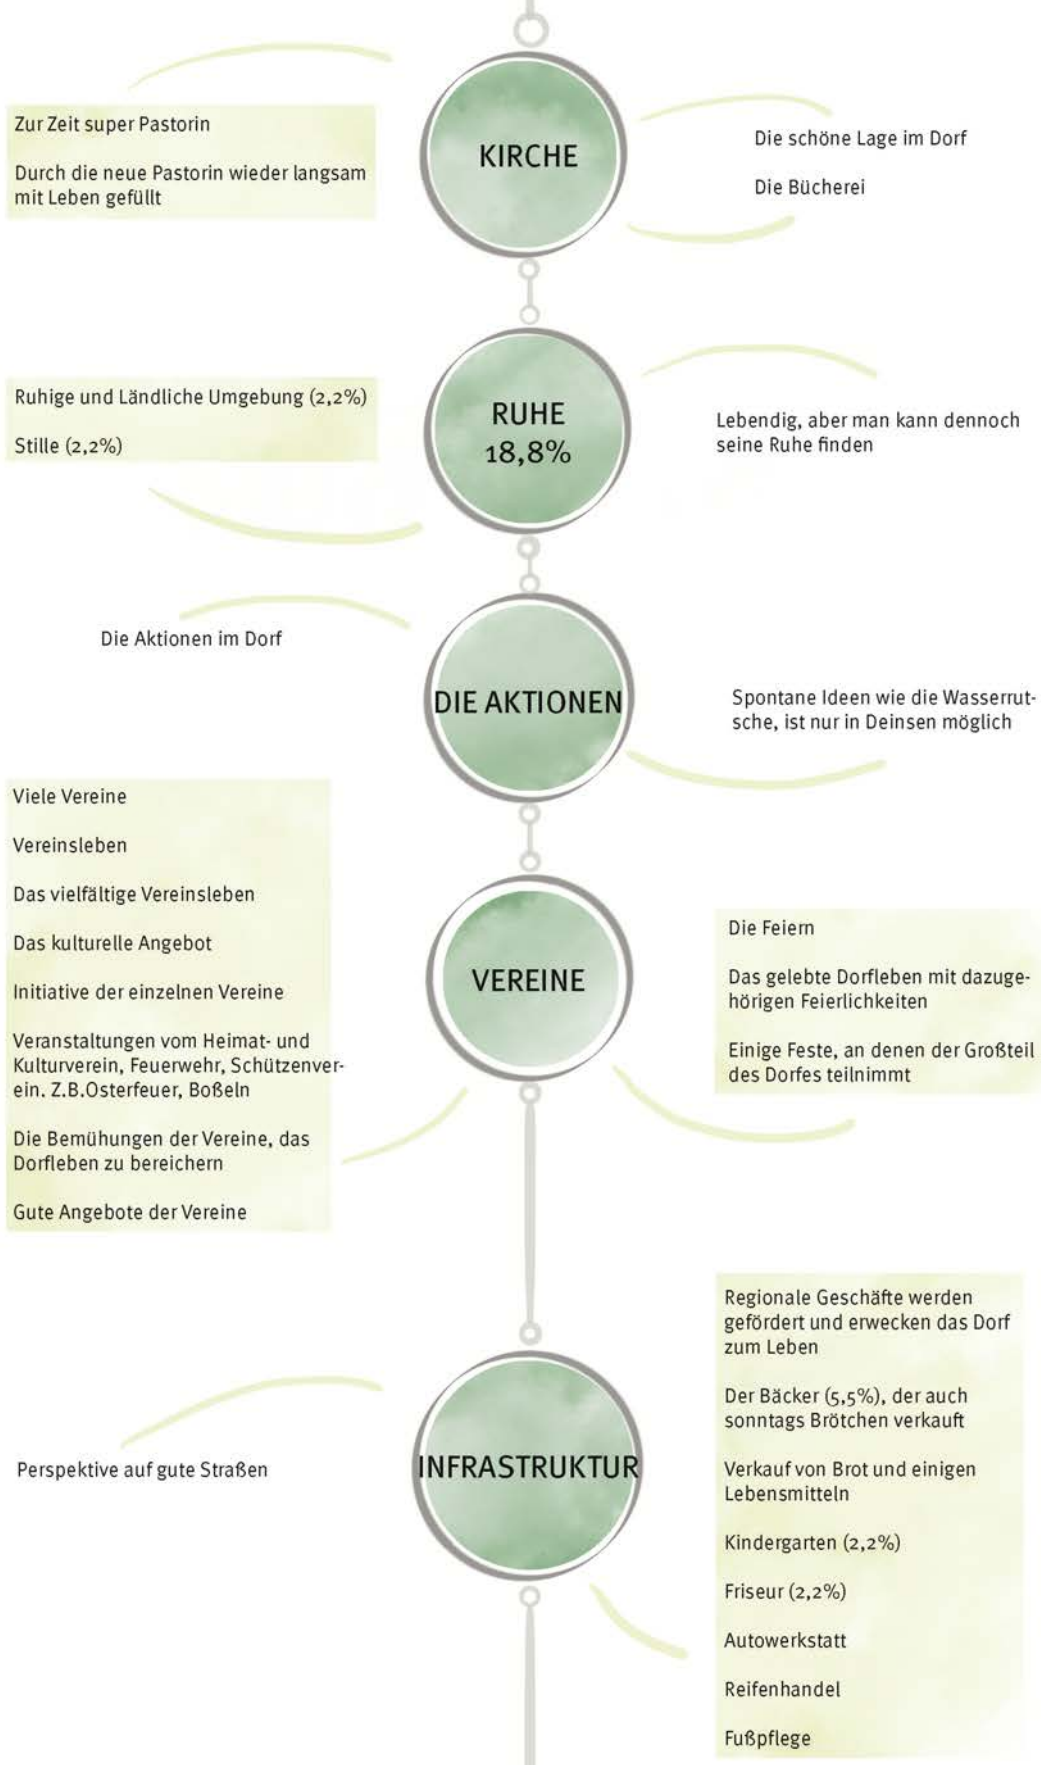 KIRCHE
Zur Zeit super Pastorin
Durch die neue Pastorin wieder langsam
mit Leben gefüllt
Die schöne Lage im Dorf
Die Bücherei
RUHE
18,8%
Ruhige und Ländliche Umgebung (2,2%)
Stille (2,2%)
Lebendig, aber man kann dennoch
seine Ruhe finden
DIE AKTIONEN
Die Aktionen im Dorf
Spontane Ideen wie die Wasserrut-
sche, ist nur in Deinsen möglich
VEREINE
Viele Vereine
Vereinsleben
Das vielfältige Vereinsleben
Das kulturelle Angebot
Initiative der einzelnen Vereine
Veranstaltungen vom Heimat- und
Kulturverein, Feuerwehr, Schützenver-
ein. Z.B.Osterfeuer, Boßeln
Die Bemühungen der Vereine, das
Dorfleben zu bereichern
Gute Angebote der Vereine
Die Feiern
Das gelebte Dorfleben mit dazuge-
hörigen Feierlichkeiten
Einige Feste, an denen der Großteil
des Dorfes teilnimmt
INFRASTRUKTUR
Perspektive auf gute Straßen
Regionale Geschäfte werden
gefördert und erwecken das Dorf
zum Leben
Der Bäcker (5,5%), der auch
sonntags Brötchen verkauft
Verkauf von Brot und einigen
Lebensmitteln
Kindergarten (2,2%)
Friseur (2,2%)
Autowerkstatt
Reifenhandel
Fußpflege